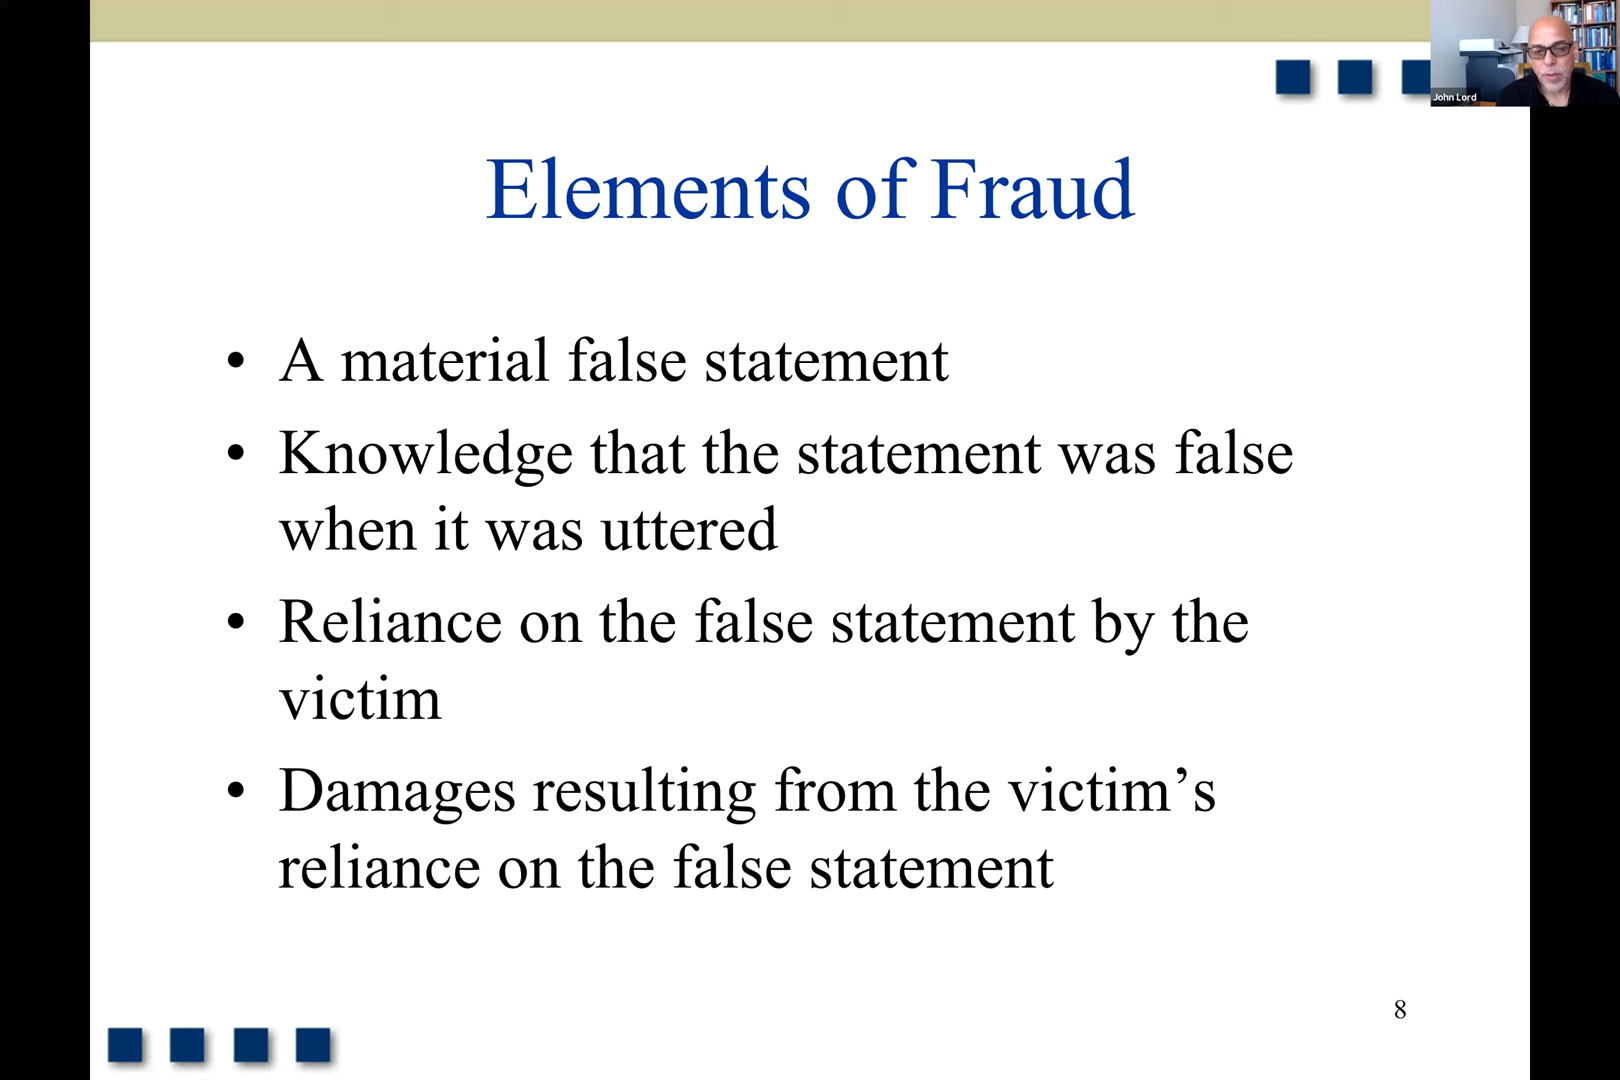 John Lord
Elements of Fraud
• A material false statement
• Knowledge that the statement was false
when it was uttered
• Reliance on the false statement by the
victim
• Damages resulting from the victim’s
reliance on the false statement
8